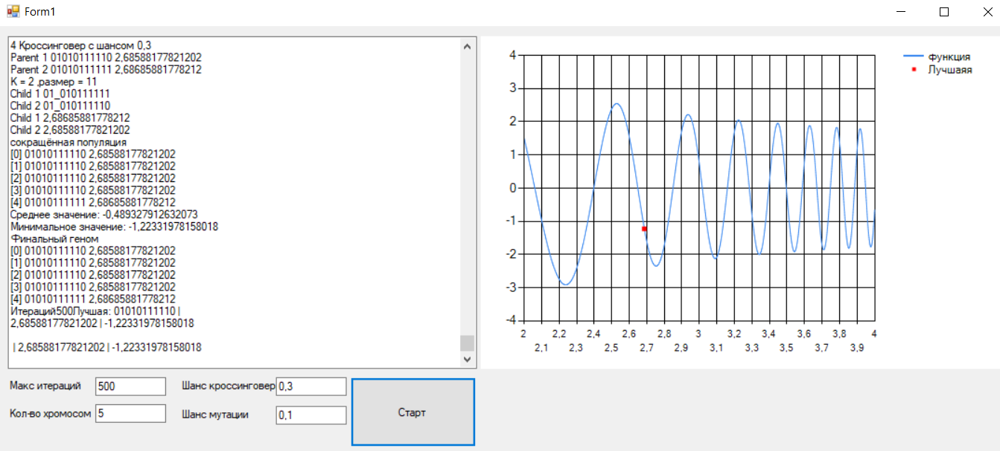 Form1
4 Кроссинговер с шансом 0,3
Parent 1 01010111110 2,68588177821202
Parent 2 01010111111 2,68685881778212
K = 2 ,размер = 11
Child 1 01_010111111
Child 2 01_010111110
Child 1 2,68685881778212
Child 2 2,68588177821202
сокращённая популяция
[0] 01010111110 2,68588177821202
[1] 01010111110 2,68588177821202
[2] 01010111110 2,68588177821202
[3] 01010111110 2,68588177821202
[4] 01010111111 2,68685881778212
Среднее значение: -0,489327912632073
Минимальное значение: -1,22331978158018
Финальный геном
[0] 01010111110 2,68588177821202
[1] 01010111110 2,68588177821202
[2] 01010111110 2,68588177821202
[3] 01010111110 2,68588177821202
[4] 01010111111 2,68685881778212
Итераций500Лучшая: 01010111110 |
2,68588177821202 | -1,22331978158018
| 2,68588177821202 | -1,22331978158018
4
3
2
1
0
-1
-2
-3
-4
2 2,2 2,4 2,6 2,8 3 3,2 3,4 3,6 3,8 4
2,1 2,3 2,5 2,7 2,9 3,1 3,3 3,5 3,7 3,9
функция
Лучшаяя
Макс итераций 500 Шанс кроссинговер 0,3
Кол-во хромосом 5 Шанс мутации 0,1
Старт